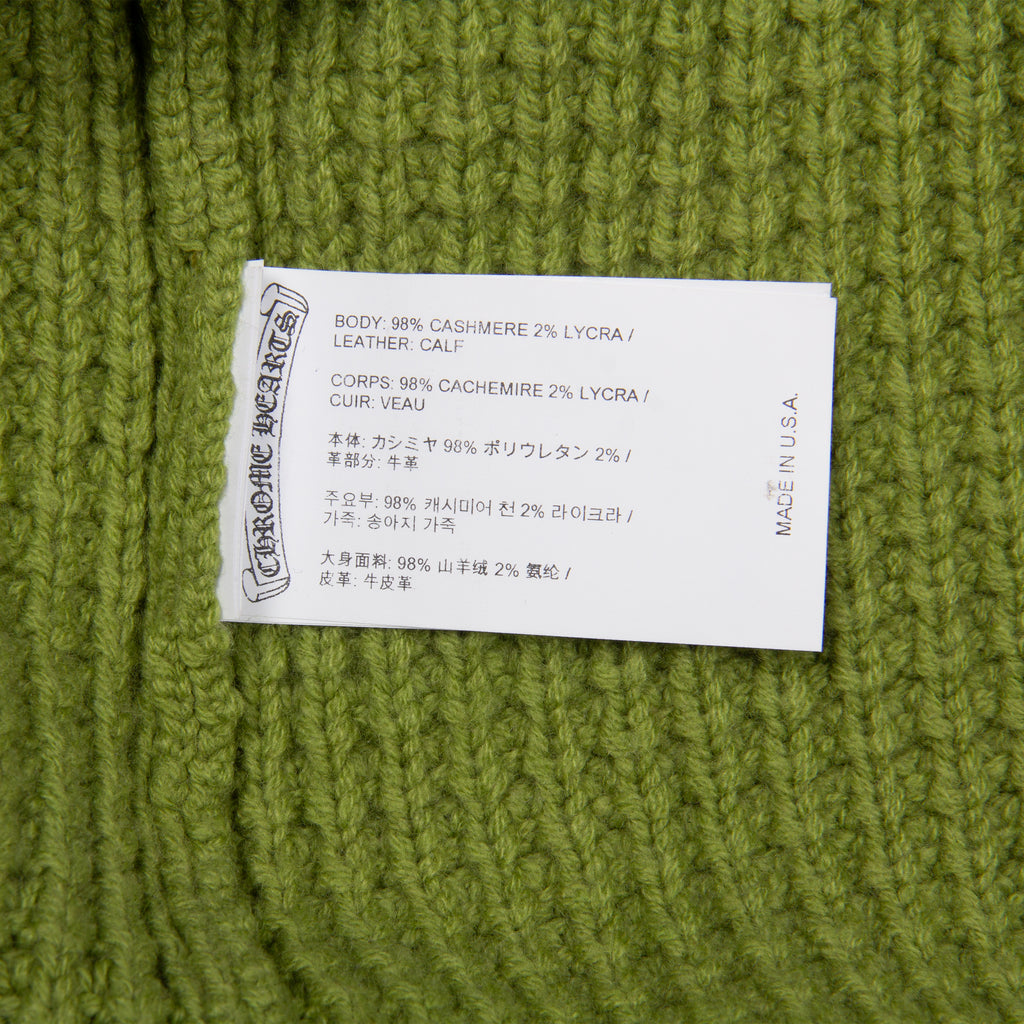 CHROME HEARTS
BODY: 98% CASHMERE 2% LYCRA /
LEATHER: CALF
CORPS: 98% CACHEMIRE 2% LYCRA /
CUIR: VEAU
本体: カシミヤ 98% ポリウレタン 2% /
革部分: 牛革
주요부: 98% 캐시미어 천 2% 라이크라 /
가죽: 송아지 가죽
大身面料: 98% 山羊绒 2% 氨纶 /
皮革: 牛皮革
MADE IN U.S.A.